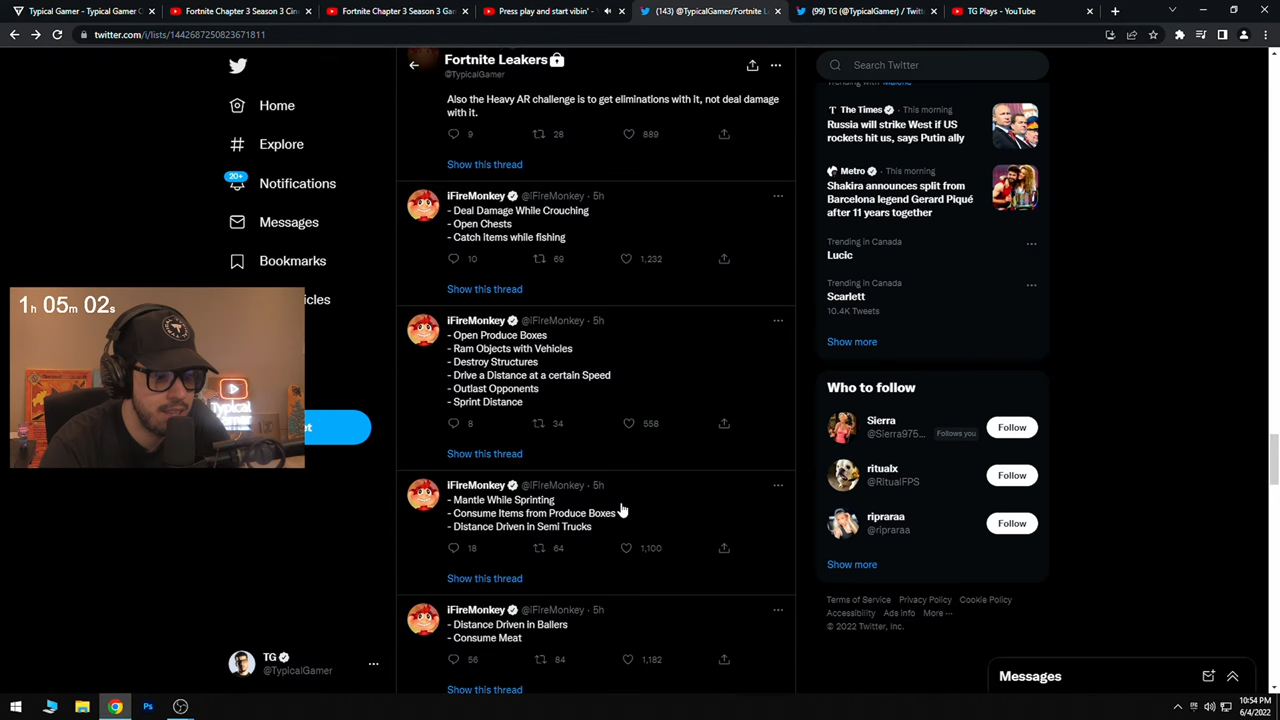 Typical Gamer - Typical Gamer C
Fortnite Chapter 3 Season 3 Cin
Fortnite Chapter 3 Season 3 Ga
Press play and start vibin' -
(143) @TypicalGamer/Fortnite L
(99) TG (@TypicalGamer) / Twitt
TG Plays - YouTube
twitter.com/i/lists/1442687250823671811
Home
Explore
20+
Notifications
Messages
Bookmarks
icles
et
TG
@TypicalGamer
1h 05m 02s
Typical
Gamer
Fortnite Leakers
@TypicalGamer
Also the Heavy AR challenge is to get eliminations with it, not deal damage
with it.
9 28 889
Show this thread
iFireMonkey @iFireMonkey · 5h
- Deal Damage While Crouching
- Open Chests
- Catch Items while fishing
10 69 1,232
Show this thread
iFireMonkey @iFireMonkey · 5h
- Open Produce Boxes
- Ram Objects with Vehicles
- Destroy Structures
- Drive a Distance at a certain Speed
- Outlast Opponents
- Sprint Distance
8 34 558
Show this thread
iFireMonkey @iFireMonkey · 5h
- Mantle While Sprinting
- Consume Items from Produce Boxes
- Distance Driven in Semi Trucks
18 64 1,100
Show this thread
iFireMonkey @iFireMonkey · 5h
- Distance Driven in Ballers
- Consume Meat
56 84 1,182
Show this thread
Search Twitter
Trending with Malone
The Times · This morning
Russia will strike West if US
rockets hit us, says Putin ally
Metro · This morning
Shakira announces split from
Barcelona legend Gerard Piqué
after 11 years together
Trending in Canada
Lucic
Trending in Canada
Scarlett
10.4K Tweets
Show more
Who to follow
Sierra
@Sierra975... Follows you
Follow
ritualx
@RitualFPS
Follow
ripraraa
@ripraraa
Follow
Show more
Terms of Service Privacy Policy Cookie Policy
Accessibility Ads info More ···
© 2022 Twitter, Inc.
Messages
Ps
10:54 PM
6/4/2022